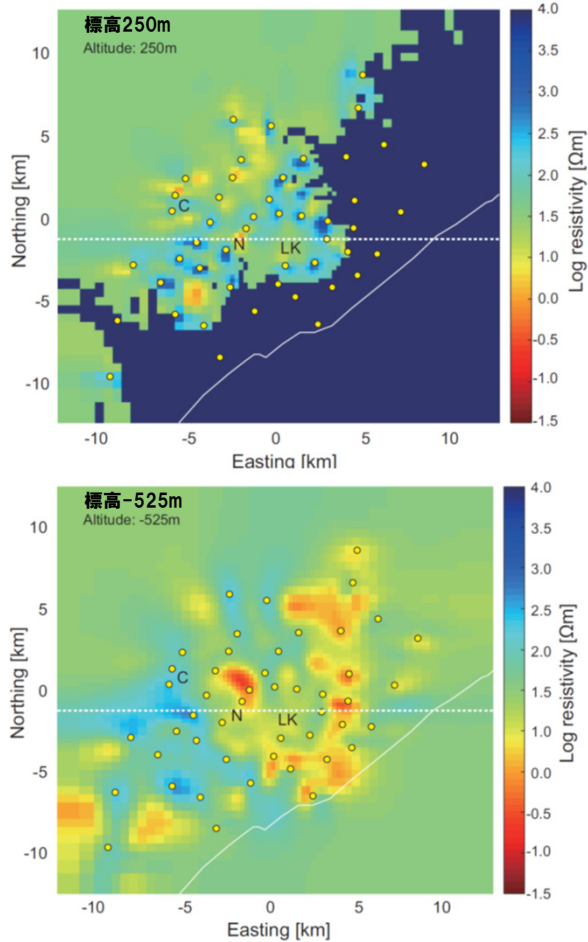 標高250m
Altitude: 250m
10
5
0
-5
-10
Northing [km]
C
N
LK
-10
-5
0
5
10
Easting [km]
4.0
3.5
3.0
2.5
2.0
1.5
1.0
0.5
0.0
-0.5
-1.0
-1.5
Log resistivity [Ωm]
標高-525m
Altitude: -525m
10
5
0
-5
-10
Northing [km]
C
N
LK
-10
-5
0
5
10
Easting [km]
4.0
3.5
3.0
2.5
2.0
1.5
1.0
0.5
0.0
-0.5
-1.0
-1.5
Log resistivity [Ωm]